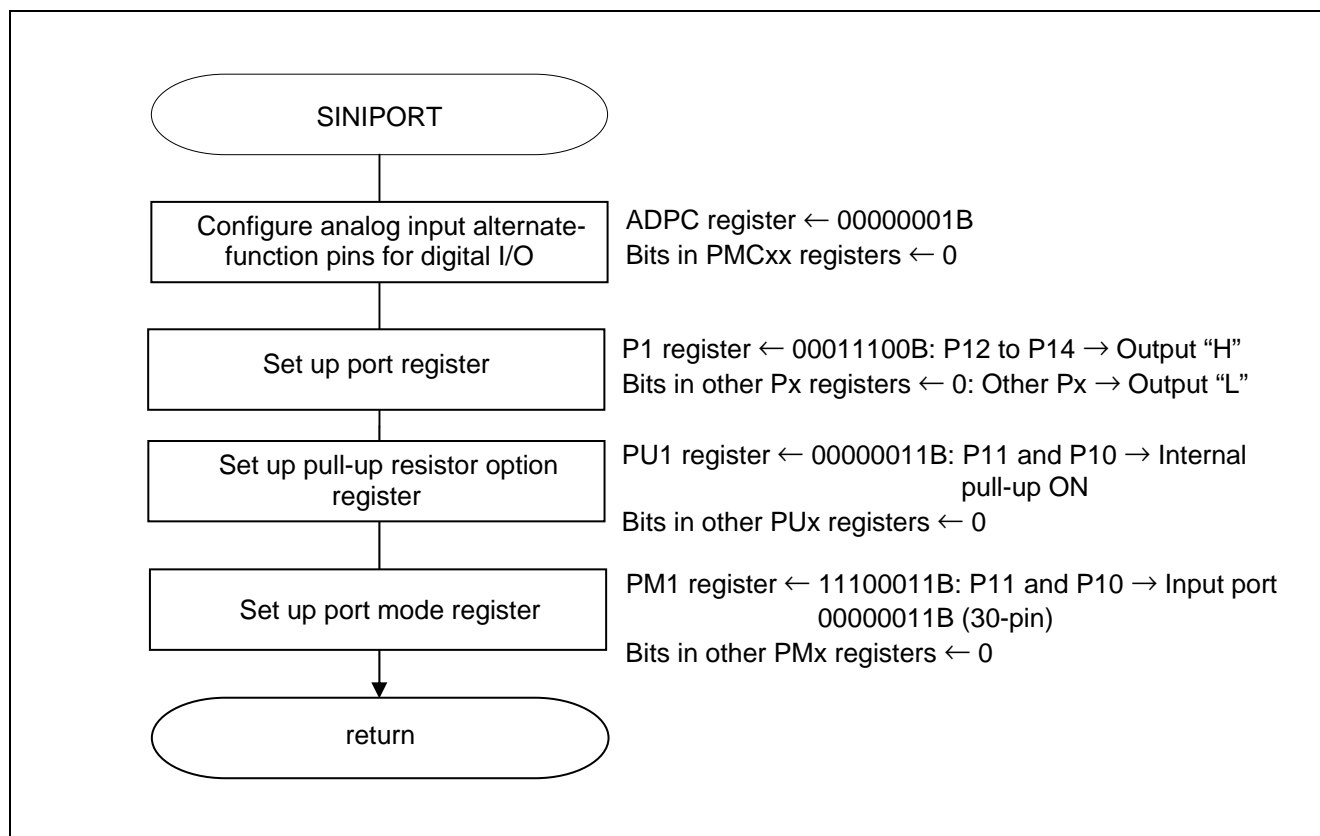 SINIPORT
Configure analog input alternate-
function pins for digital I/O
ADPC register ← 00000001B
Bits in PMCxx registers ← 0
Set up port register
P1 register ← 00011100B: P12 to P14 → Output “H”
Bits in other Px registers ← 0: Other Px → Output “L”
Set up pull-up resistor option
register
PU1 register ← 00000011B: P11 and P10 → Internal
pull-up ON
Bits in other PUx registers ← 0
Set up port mode register
PM1 register ← 11100011B: P11 and P10 → Input port
00000011B (30-pin)
Bits in other PMx registers ← 0
return